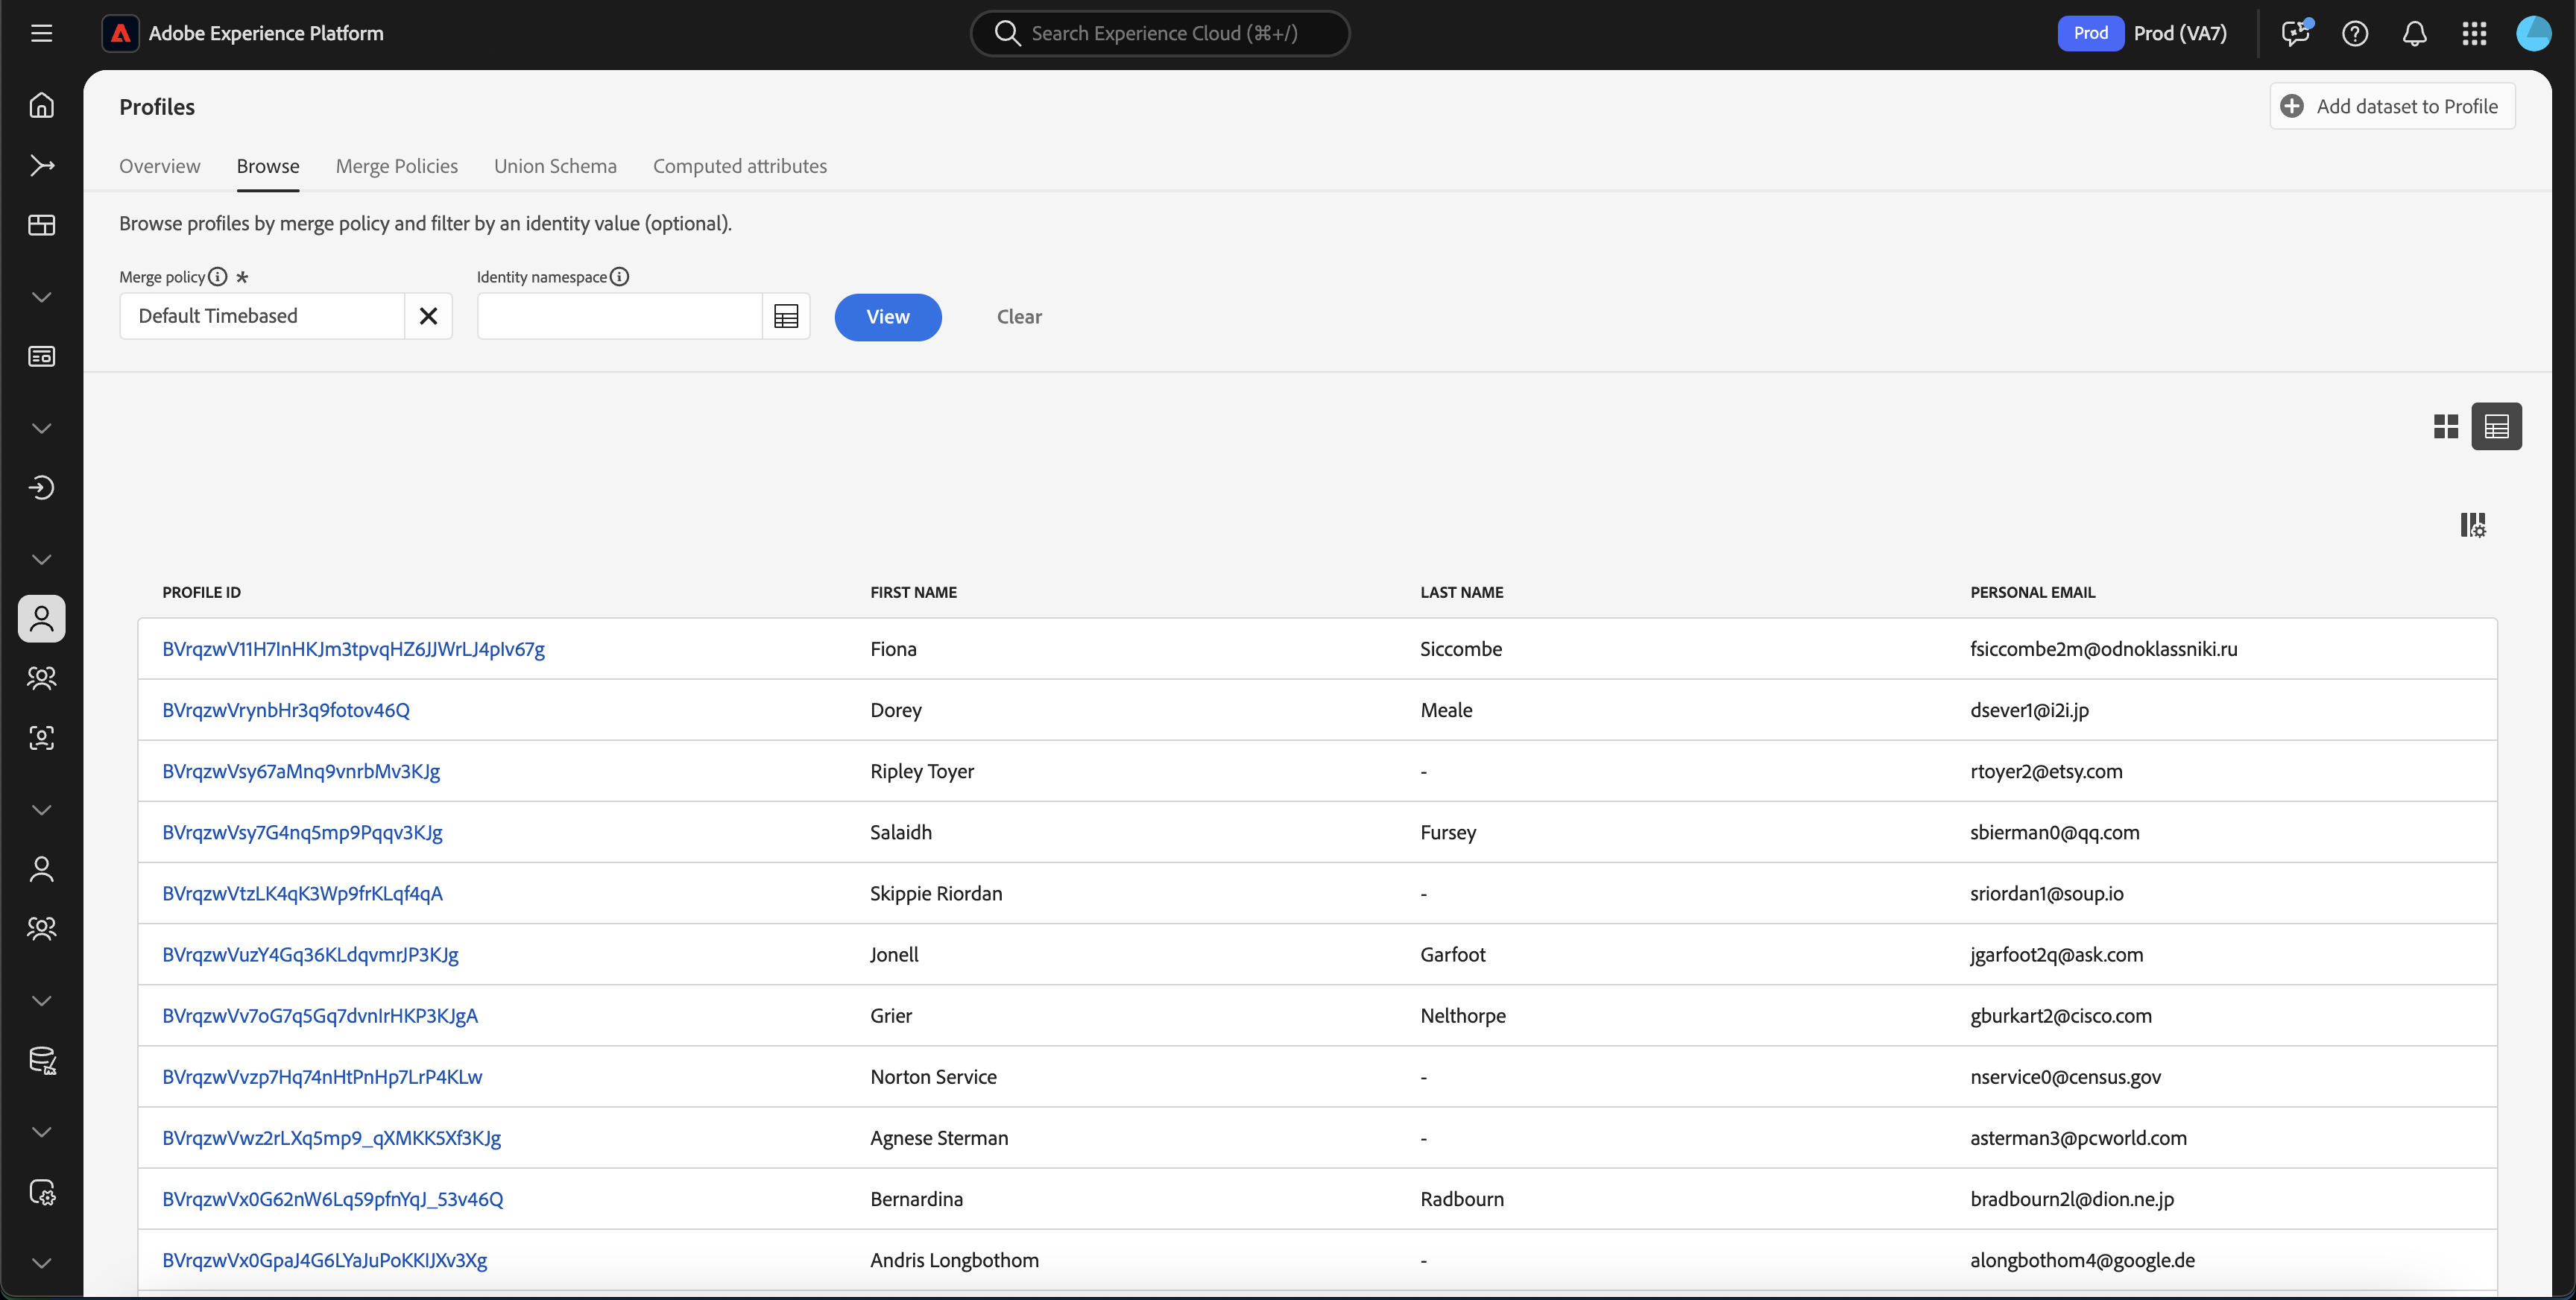 Adobe Experience Platform
Search Experience Cloud (⌘+/)
Prod
Prod (VA7)
Profiles
Add dataset to Profile
Overview Browse Merge Policies Union Schema Computed attributes
Browse profiles by merge policy and filter by an identity value (optional).
Merge policy *
Identity namespace
Default Timebased
View
Clear
PROFILE ID FIRST NAME LAST NAME PERSONAL EMAIL
BVrqzwV11H7InHKJm3tpvqHZ6JJWrLJ4pIv67g Fiona Siccombe fsiccombe2m@odnoklassniki.ru
BVrqzwVrynbHr3q9fotov46Q Dorey Meale dsever1@i2i.jp
BVrqzwVsy67aMnq9vnrbMv3KJg Ripley Toyer - rtoyer2@etsy.com
BVrqzwVsy7G4nq5mp9Pqqv3KJg Salaidh Fursey sbierman0@qq.com
BVrqzwVtzLK4qK3Wp9frKLqf4qA Skippie Riordan - sriordan1@soup.io
BVrqzwVuzY4Gq36KLdqvmrJP3KJg Jonell Garfoot jgarfoot2q@ask.com
BVrqzwVv7oG7q5Gq7dvnIrHKP3KJgA Grier Nelthorpe gburkart2@cisco.com
BVrqzwVvzp7Hq74nHtPnHp7LrP4KLw Norton Service - nservice0@census.gov
BVrqzwVwz2rLXq5mp9_qXMKK5Xf3KJg Agnese Sterman - asterman3@pcworld.com
BVrqzwVx0G62nW6Lq59pfnYqJ_53v46Q Bernardina Radbourn bradbourn2l@dion.ne.jp
BVrqzwVx0GpaJ4G6LYaJuPoKKIJXv3Xg Andris Longbothom - alongbothom4@google.de